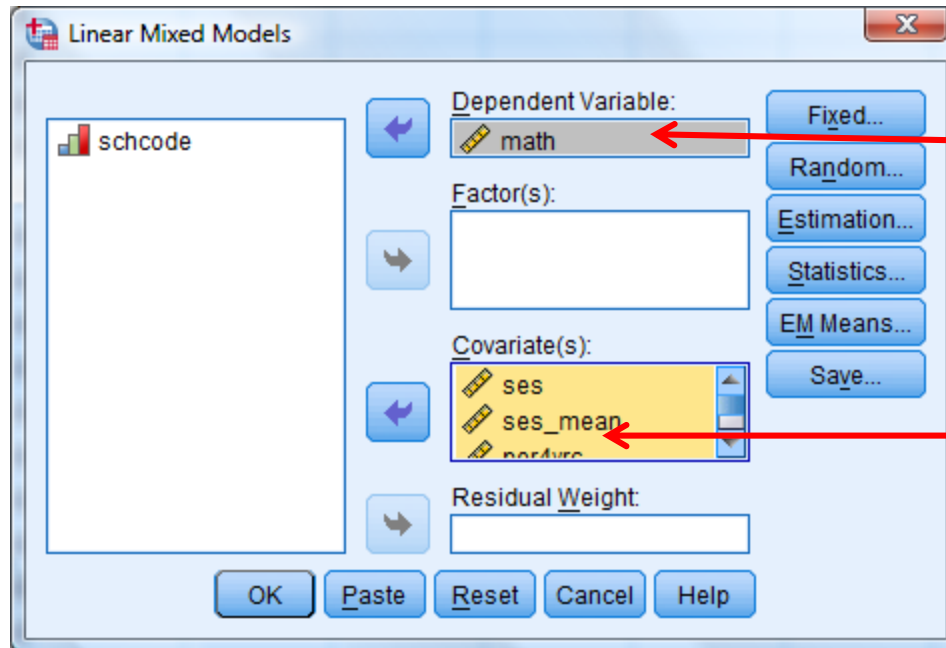 Linear Mixed Models
schcode
Dependent Variable:
math
Factor(s):
Covariate(s):
ses
ses_mean
Residual Weight:
Fixed...
Random...
Estimation...
Statistics...
EM Means...
Save...
OK Paste Reset Cancel Help